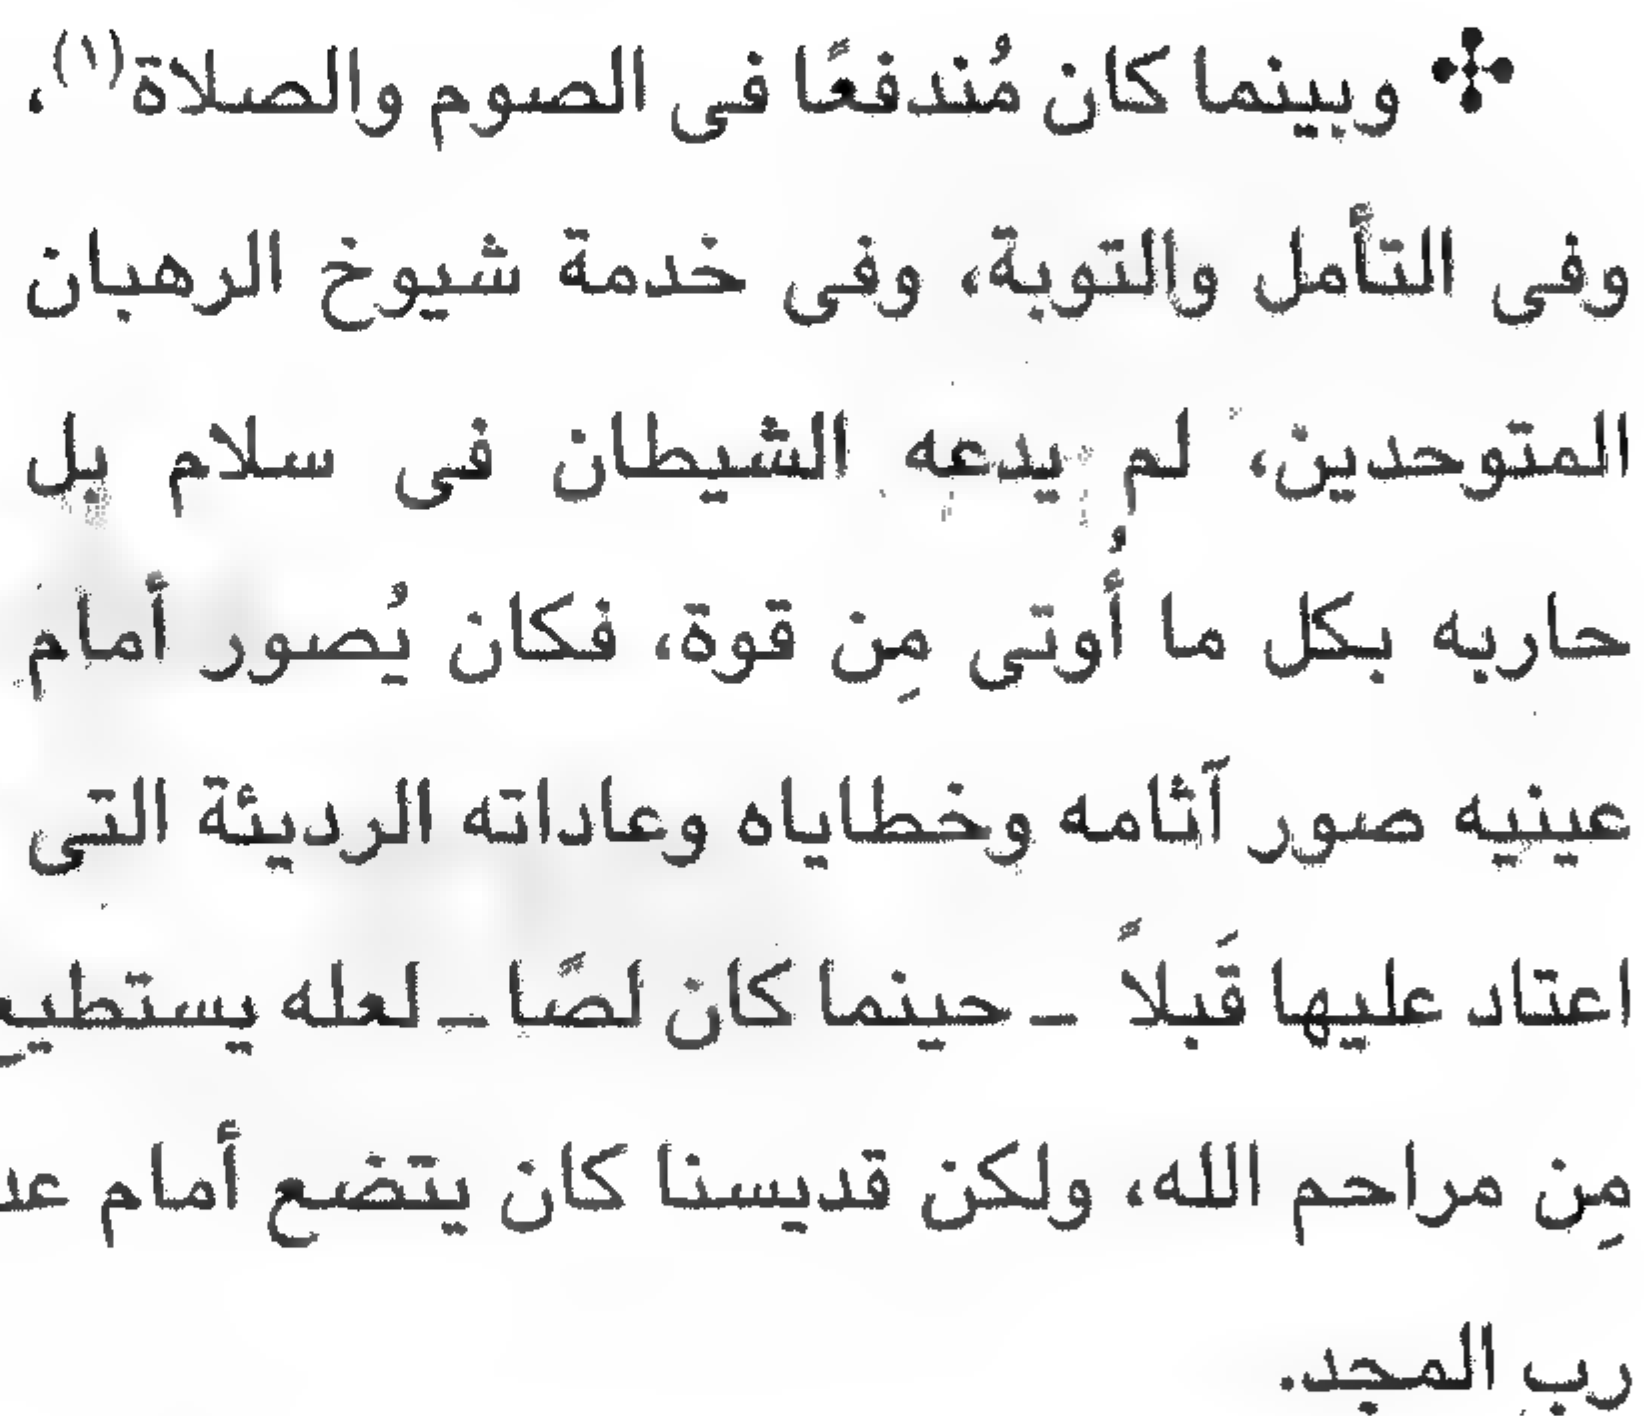 ✤ وبينما كان مُندفعًا فى الصوم والصلاة(١)،
وفى التأمل والتوبة، وفى خدمة شيوخ الرهبان
المتوحدين، لم يدعه الشيطان فى سلام بل
حاربه بكل ما أُوتى مِن قوة، فكان يُصور أمام
عينيه صور آثامه وخطاياه وعاداته الرديئة التى
اعتاد عليها قَبلاً ـ حينما كان لصًا ـ لعله
مِن مراحم الله، ولكن قديسنا كان يتضع أمام
رب المجد.